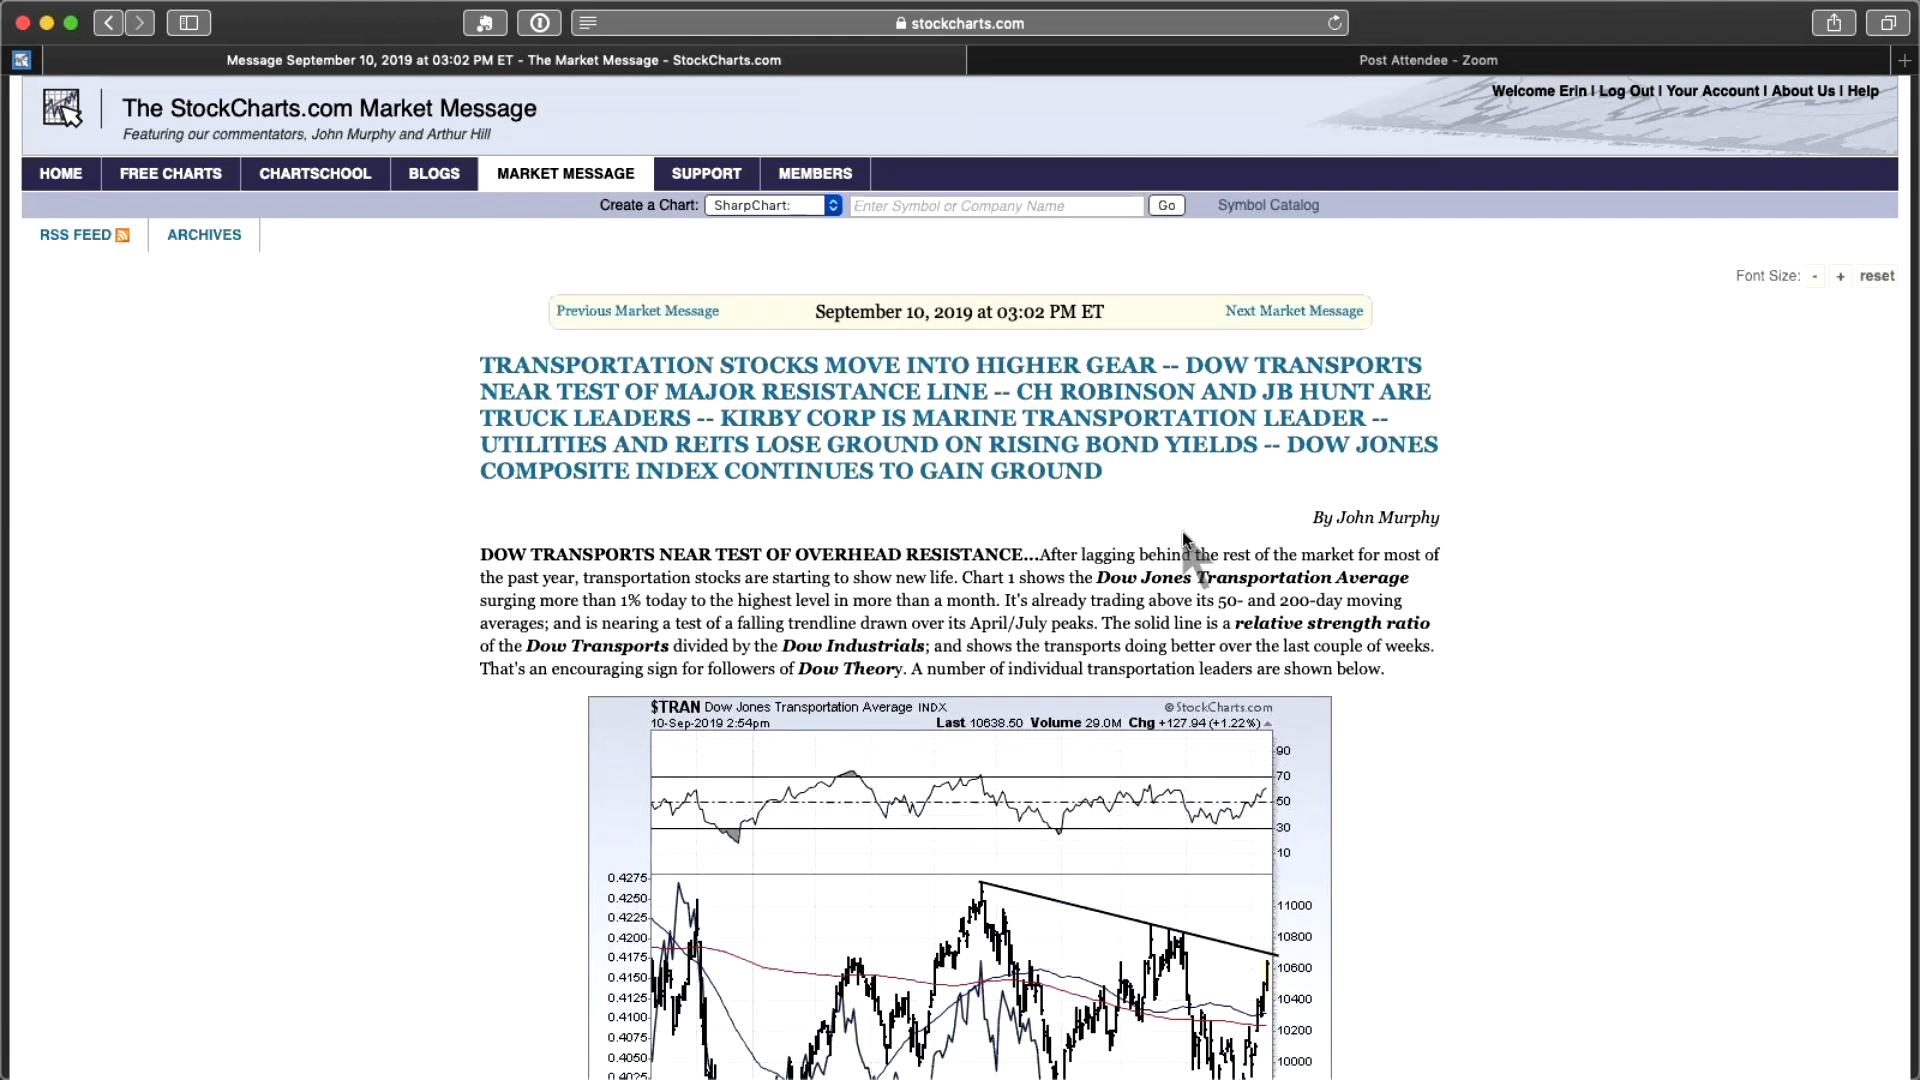 stockcharts.com
Message September 10, 2019 at 03:02 PM ET - The Market Message - StockCharts.com
Post Attendee - Zoom
Welcome Erin I Log Out I Your Account I About Us I Help
The StockCharts.com Market Message
Featuring our commentators, John Murphy and Arthur Hill
HOME FREE CHARTS CHARTSCHOOL BLOGS MARKET MESSAGE SUPPORT MEMBERS
Create a Chart: SharpChart: Enter Symbol or Company Name Go Symbol Catalog
RSS FEED ARCHIVES
Font Size: - + reset
Previous Market Message September 10, 2019 at 03:02 PM ET Next Market Message
TRANSPORTATION STOCKS MOVE INTO HIGHER GEAR -- DOW TRANSPORTS
NEAR TEST OF MAJOR RESISTANCE LINE -- CH ROBINSON AND JB HUNT ARE
TRUCK LEADERS -- KIRBY CORP IS MARINE TRANSPORTATION LEADER --
UTILITIES AND REITS LOSE GROUND ON RISING BOND YIELDS -- DOW JONES
COMPOSITE INDEX CONTINUES TO GAIN GROUND
By John Murphy
DOW TRANSPORTS NEAR TEST OF OVERHEAD RESISTANCE...After lagging behind the rest of the market for most of
the past year, transportation stocks are starting to show new life. Chart 1 shows the Dow Jones Transportation Average
surging more than 1% today to the highest level in more than a month. It's already trading above its 50- and 200-day moving
averages; and is nearing a test of a falling trendline drawn over its April/July peaks. The solid line is a relative strength ratio
of the Dow Transports divided by the Dow Industrials; and shows the transports doing better over the last couple of weeks.
That's an encouraging sign for followers of Dow Theory. A number of individual transportation leaders are shown below.
$TRAN Dow Jones Transportation Average INDX © StockCharts.com
10-Sep-2019 2:54pm Last 10638.50 Volume 29.0M Chg +127.94 (+1.22%)
90
70
50
30
10
0.4275
0.4250
0.4225
0.4200
0.4175
0.4150
0.4125
0.4100
0.4075
0.4050
0.4025
11000
10800
10600
10400
10200
10000